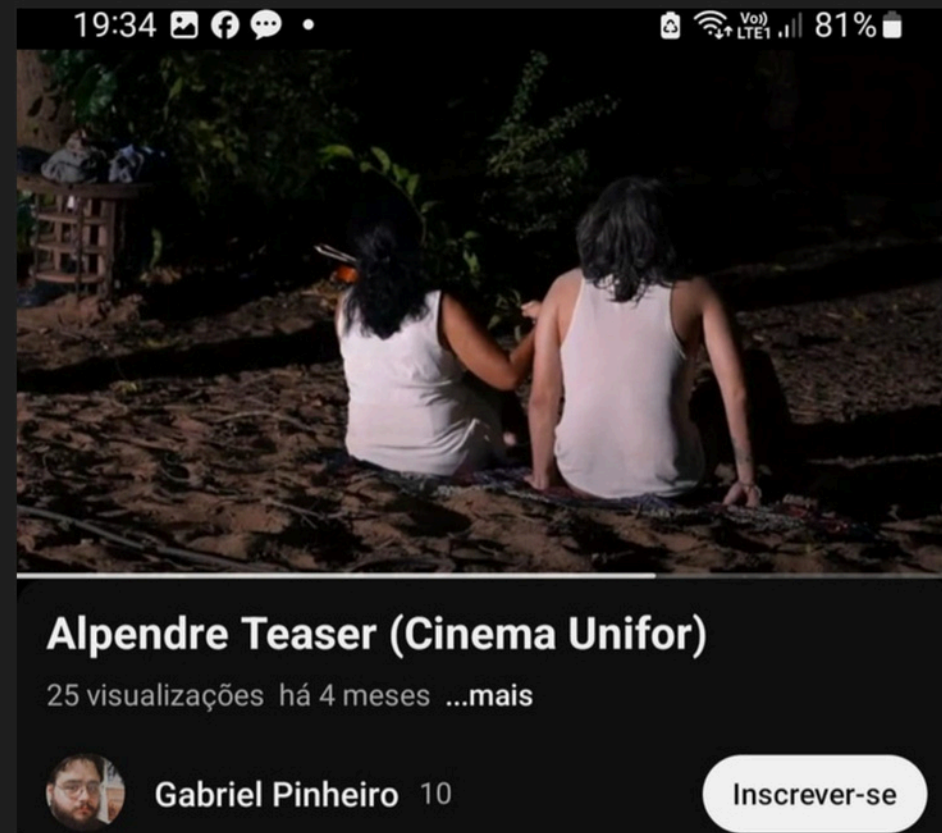 19:34 Vo)) LTE1 81%
Alpendre Teaser (Cinema Unifor)
25 visualizações há 4 meses ...mais
Gabriel Pinheiro 10 Inscrever-se